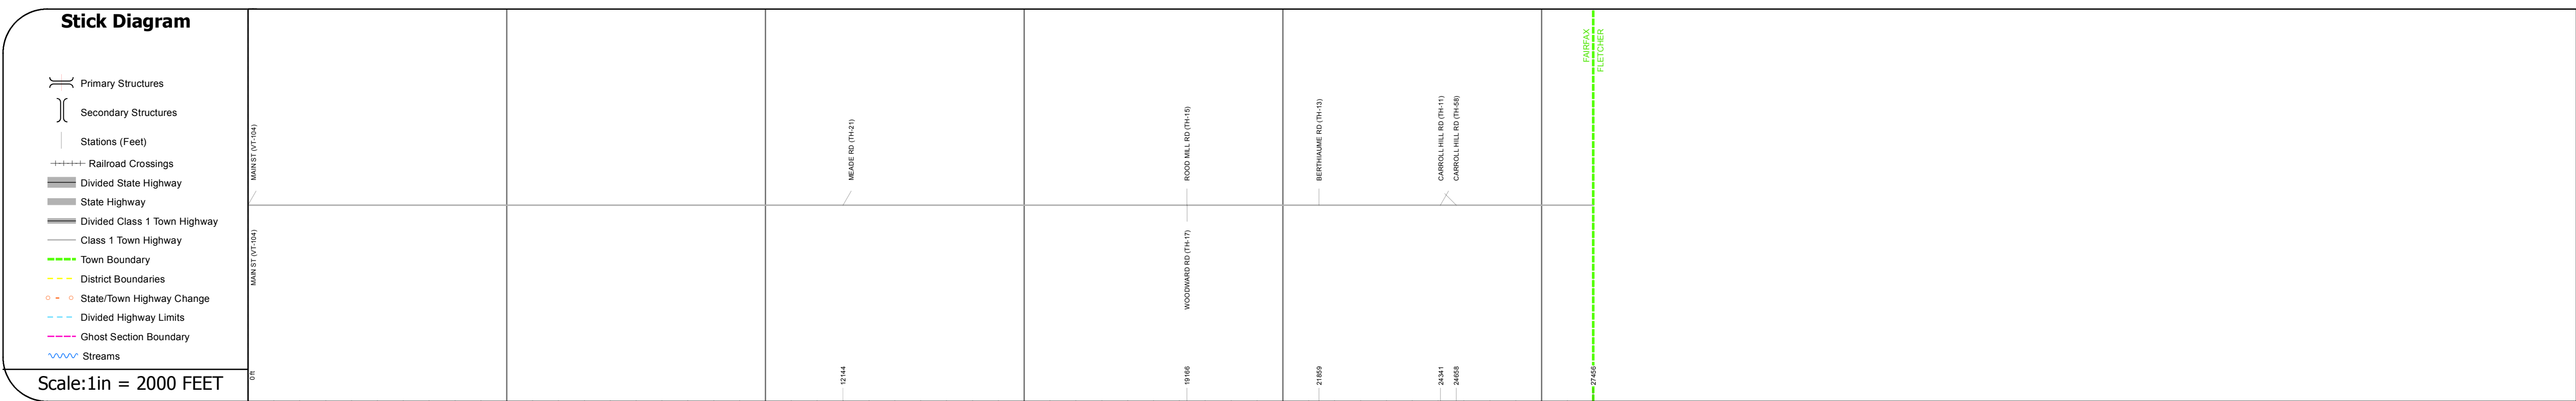 Stick Diagram
Primary Structures
Secondary Structures
Stations (Feet)
Railroad Crossings
Divided State Highway
State Highway
Divided Class 1 Town Highway
Class 1 Town Highway
Town Boundary
District Boundaries
State/Town Highway Change
Divided Highway Limits
Ghost Section Boundary
Streams
Scale:1in = 2000 FEET
MAIN ST (VT-104)
MEADE RD (TH-21)
ROOD MILL RD (TH-15)
BERTHIAUME RD (TH-13)
CARROLL HILL RD (TH-11)
CARROLL HILL RD (TH-58)
FAIRFAX
FLETCHER
MAIN ST (VT-104)
WOODWARD RD (TH-17)
0 ft
12144
19166
21859
24341
24658
27456